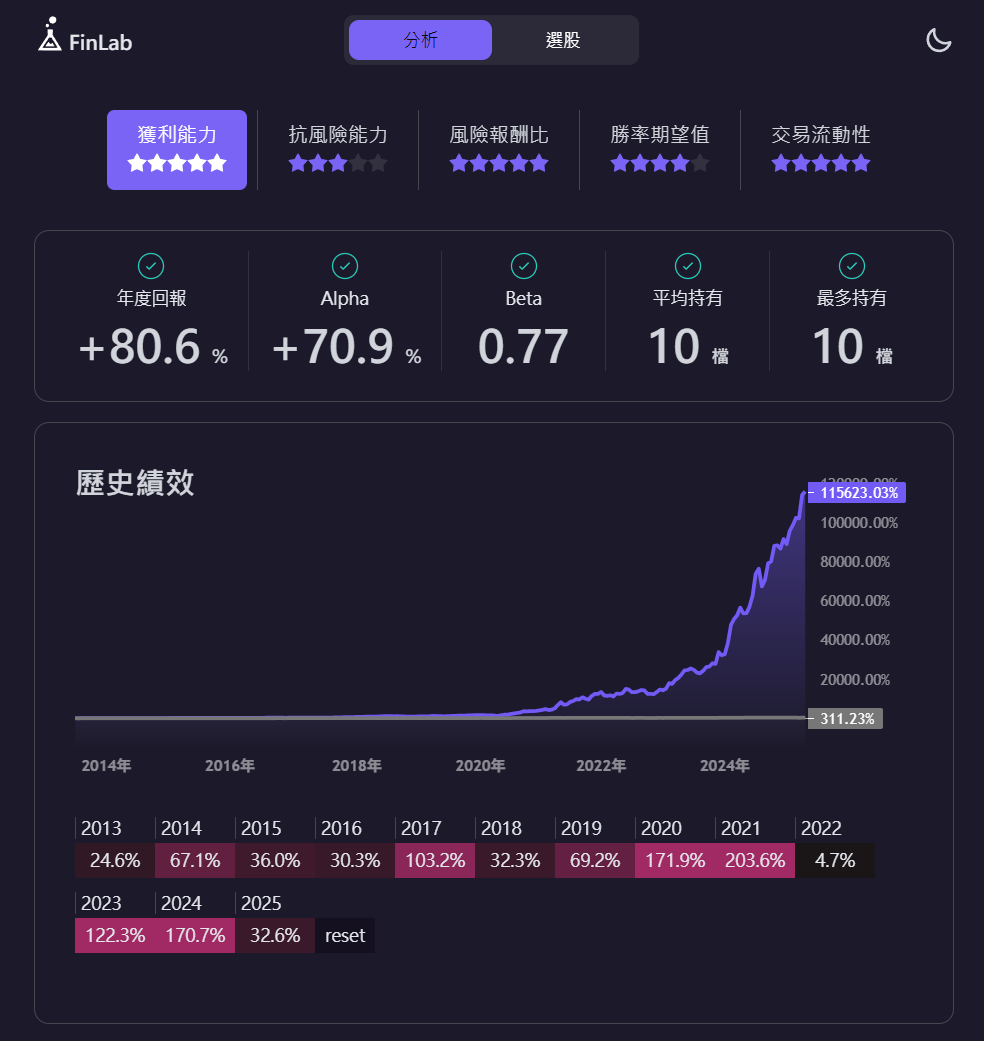 FinLab
分析 選股
獲利能力 抗風險能力 風險報酬比 勝率期望值 交易流動性
年度回報 Alpha Beta 平均持有 最多持有
+80.6 % +70.9 % 0.77 10 檔 10 檔
歷史績效
115623.03%
100000.00%
80000.00%
60000.00%
40000.00%
20000.00%
311.23%
2014年 2016年 2018年 2020年 2022年 2024年
2013 2014 2015 2016 2017 2018 2019 2020 2021 2022
24.6% 67.1% 36.0% 30.3% 103.2% 32.3% 69.2% 171.9% 203.6% 4.7%
2023 2024 2025
122.3% 170.7% 32.6% reset